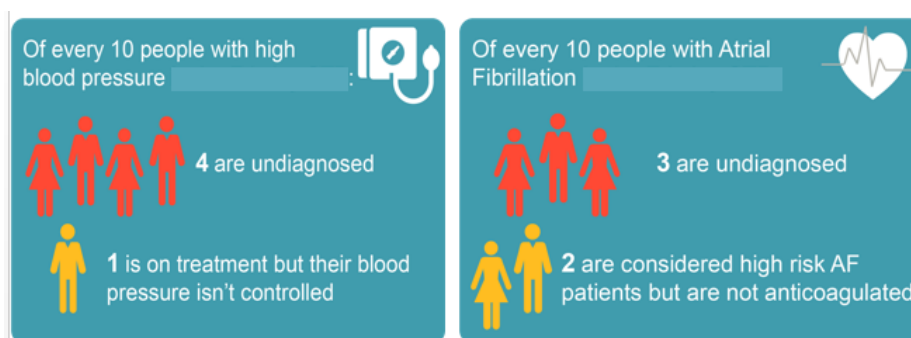 Of every 10 people with high
blood pressure :
4 are undiagnosed
1 is on treatment but their blood
pressure isn't controlled
Of every 10 people with Atrial
Fibrillation
3 are undiagnosed
2 are considered high risk AF
patients but are not anticoagulated